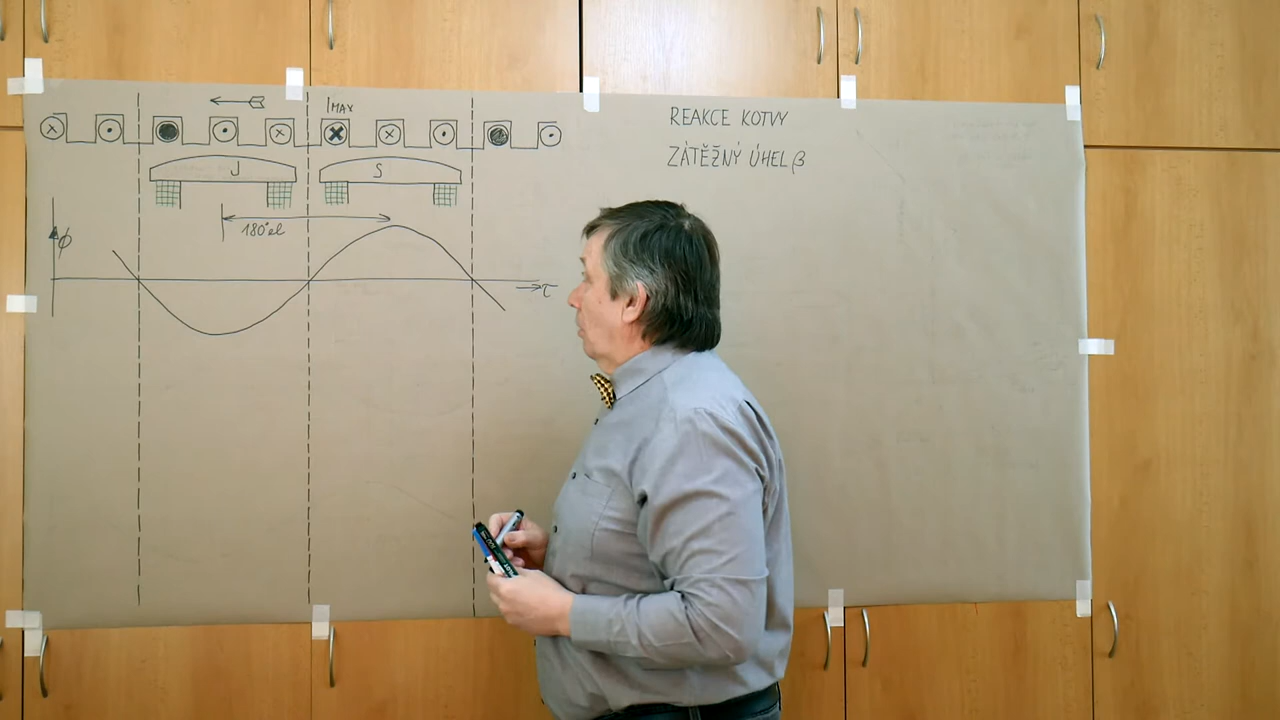 IMAX
REAKCE KOTVY
ZÁTĚŽNÝ ÚHEL β
J S
180°el
ϕ
τ